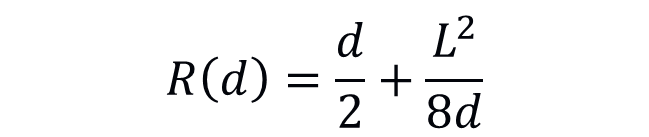 R(d) = d/2 + L²/8d